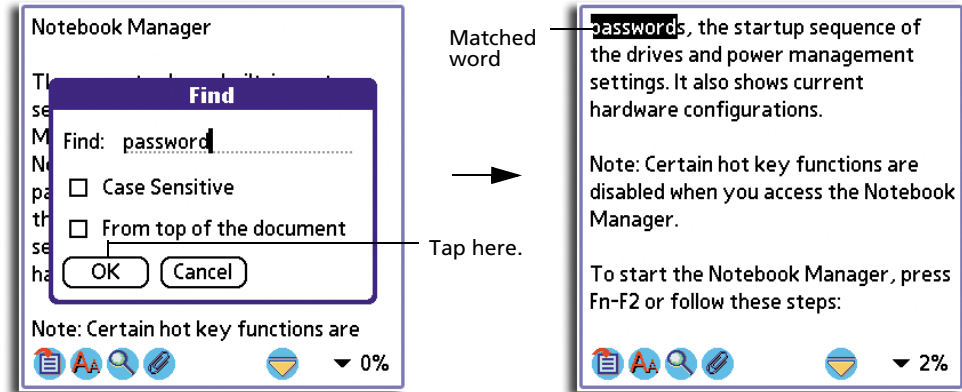 Notebook Manager
Find
Find: password
Case Sensitive
From top of the document
OK Cancel
Note: Certain hot key functions are
0%
Matched
word
Tap here.
passwords, the startup sequence of
the drives and power management
settings. It also shows current
hardware configurations.
Note: Certain hot key functions are
disabled when you access the Notebook
Manager.
To start the Notebook Manager, press
Fn-F2 or follow these steps:
2%